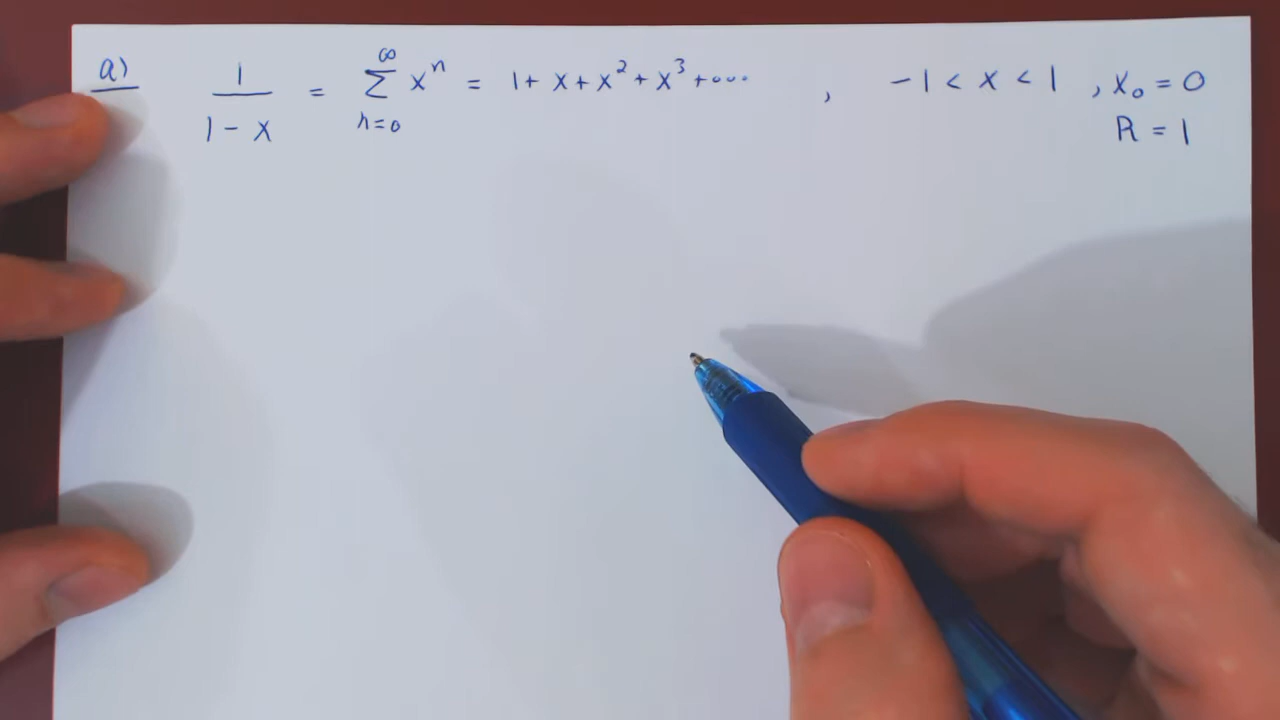 a) 1/(1 - x) = ∑_{n=0}^{∞} x^n = 1 + x + x^2 + x^3 + ... , -1 < x < 1 , x_0 = 0
R = 1